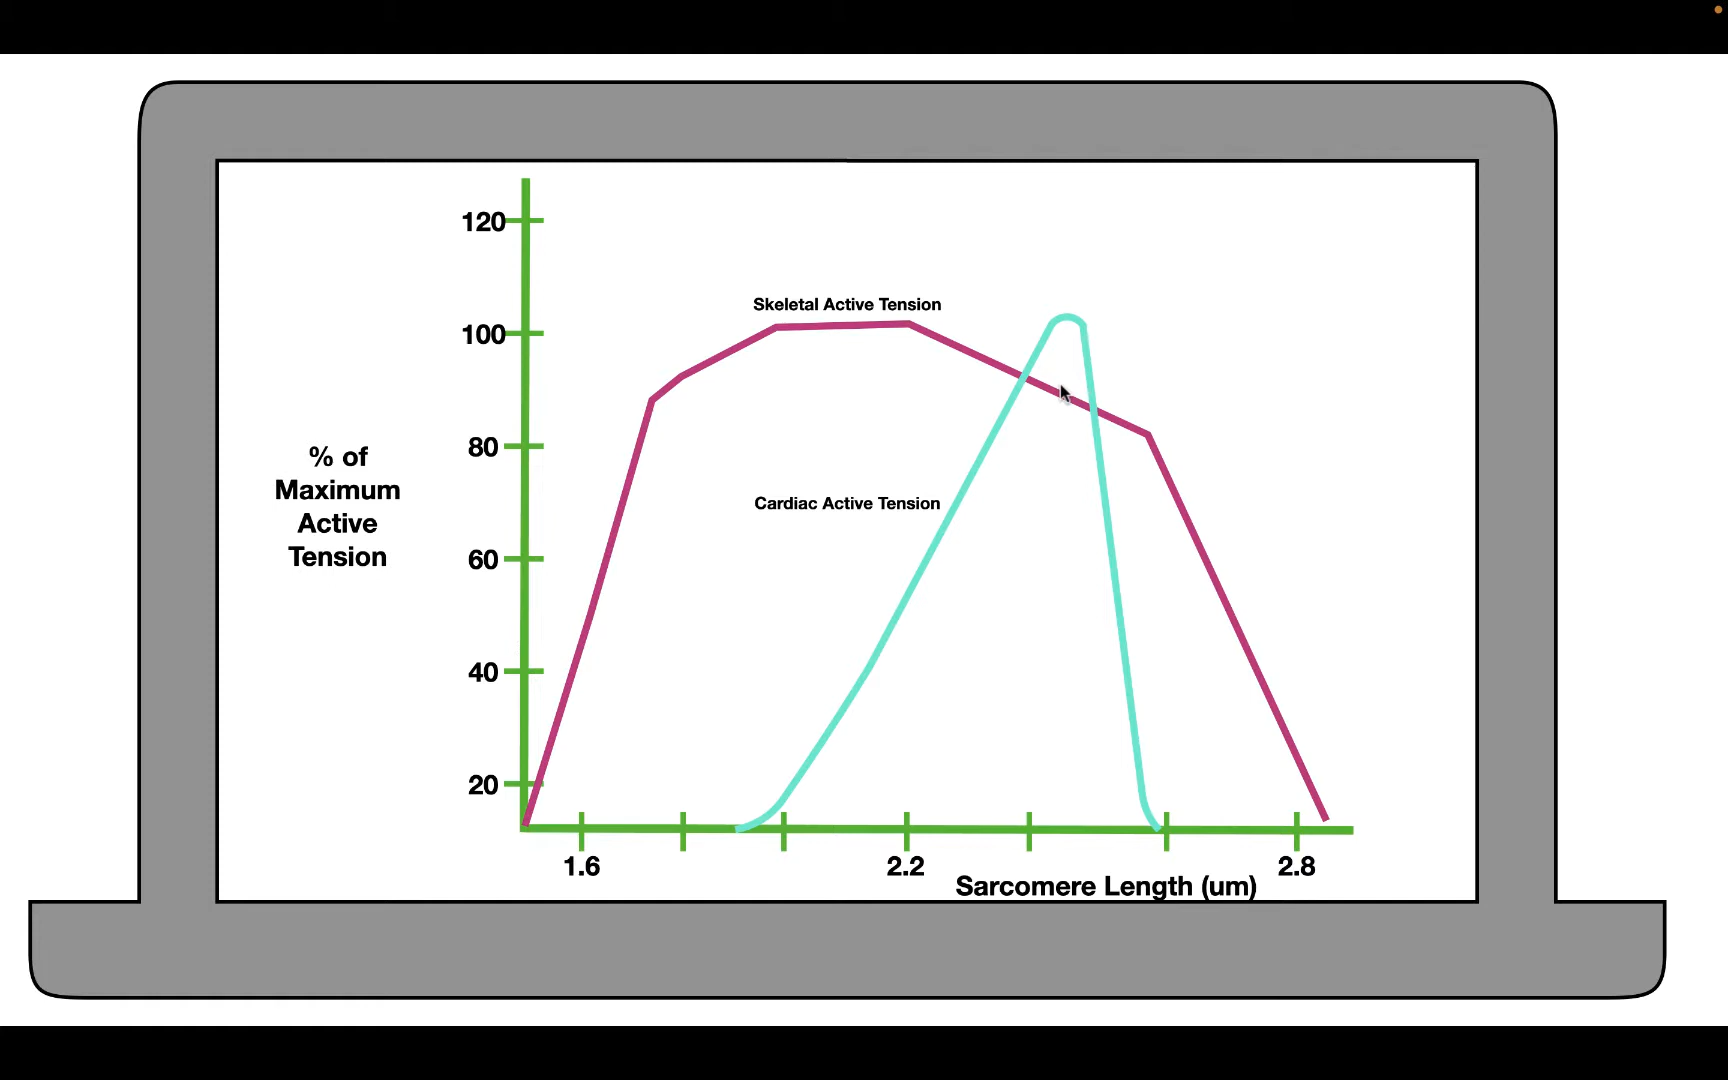 120
Skeletal Active Tension
100
80
% of
Maximum
Active
Tension
Cardiac Active Tension
60
40
20
1.6
2.2
2.8
Sarcomere Length (um)